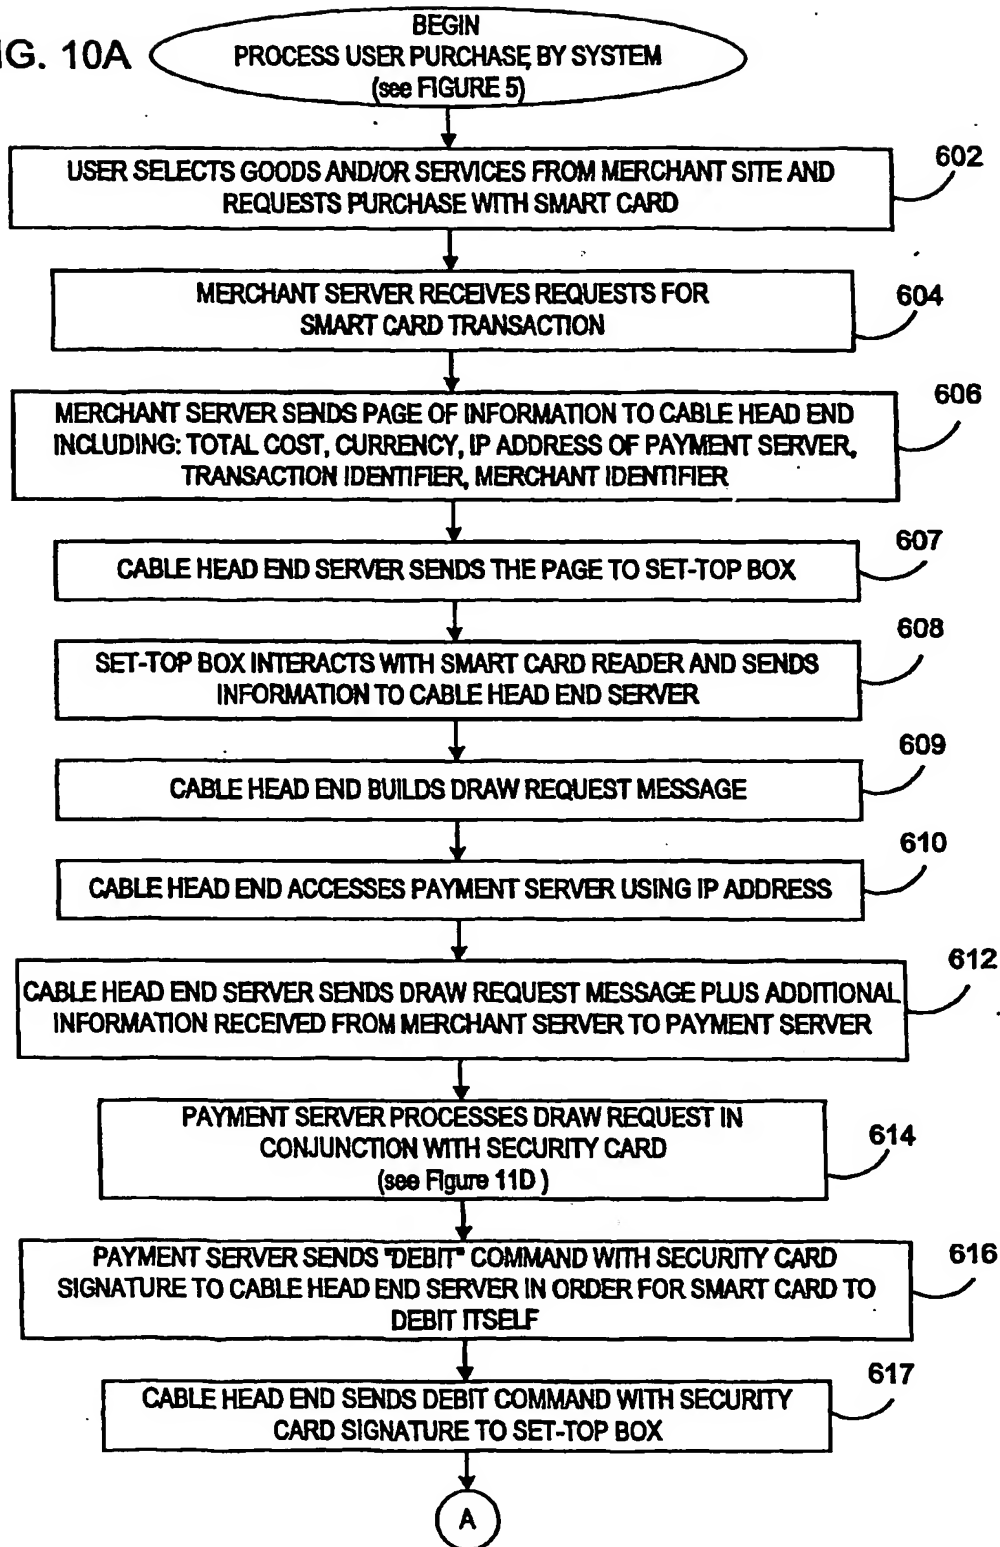 IG. 10A
BEGIN
PROCESS USER PURCHASE BY SYSTEM
(see FIGURE 5)
USER SELECTS GOODS AND/OR SERVICES FROM MERCHANT SITE AND
REQUESTS PURCHASE WITH SMART CARD
602
MERCHANT SERVER RECEIVES REQUESTS FOR
SMART CARD TRANSACTION
604
MERCHANT SERVER SENDS PAGE OF INFORMATION TO CABLE HEAD END
INCLUDING: TOTAL COST, CURRENCY, IP ADDRESS OF PAYMENT SERVER,
TRANSACTION IDENTIFIER, MERCHANT IDENTIFIER
606
CABLE HEAD END SERVER SENDS THE PAGE TO SET-TOP BOX
607
SET-TOP BOX INTERACTS WITH SMART CARD READER AND SENDS
INFORMATION TO CABLE HEAD END SERVER
608
CABLE HEAD END BUILDS DRAW REQUEST MESSAGE
609
CABLE HEAD END ACCESSES PAYMENT SERVER USING IP ADDRESS
610
CABLE HEAD END SERVER SENDS DRAW REQUEST MESSAGE PLUS ADDITIONAL
INFORMATION RECEIVED FROM MERCHANT SERVER TO PAYMENT SERVER
612
PAYMENT SERVER PROCESSES DRAW REQUEST IN
CONJUNCTION WITH SECURITY CARD
(see Figure 11D )
614
PAYMENT SERVER SENDS "DEBIT" COMMAND WITH SECURITY CARD
SIGNATURE TO CABLE HEAD END SERVER IN ORDER FOR SMART CARD TO
DEBIT ITSELF
616
CABLE HEAD END SENDS DEBIT COMMAND WITH SECURITY
CARD SIGNATURE TO SET-TOP BOX
617
A